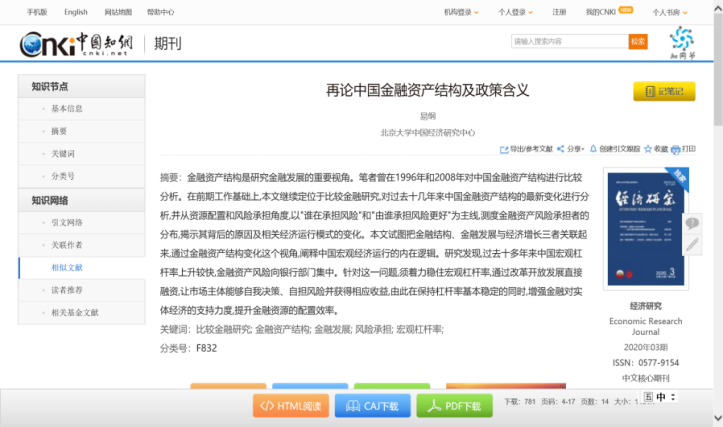 手机版 English 网站地图 帮助中心 机构登录 个人登录 注册 我的CNKI NEW 个人书房
Cnki 中国知网 期刊
cnki.net
请输入搜索内容 检索
知网节
知识节点
基本信息
摘要
关键词
分类号
知识网络
引文网络
关联作者
相似文献
读者推荐
相关基金文献
再论中国金融资产结构及政策含义
记笔记
易纲
北京大学中国经济研究中心
导出/参考文献 分享 创建引文跟踪 收藏 打印
摘要：金融资产结构是研究金融发展的重要视角。笔者曾在1996年和2008年对中国金融资产结构进行比较
分析。在前期工作基础上,本文继续定位于比较金融研究,对过去十几年来中国金融资产结构的最新变化进行分
析,并从资源配置和风险承担角度,以"谁在承担风险"和"由谁承担风险更好"为主线,测度金融资产风险承担者的
分布,揭示其背后的原因及相关经济运行模式的变化。本文试图把金融结构、金融发展与经济增长三者关联起
来,通过金融资产结构变化这个视角,阐释中国宏观经济运行的内在逻辑。研究发现,过去十多年来中国宏观杠
杆率上升较快,金融资产风险向银行部门集中。针对这一问题,须着力稳住宏观杠杆率,通过改革开放发展直接
融资,让市场主体能够自我决策、自担风险并获得相应收益,由此在保持杠杆率基本稳定的同时,增强金融对实
体经济的支持力度,提升金融资源的配置效率。
关键词：比较金融研究; 金融资产结构; 金融发展; 风险承担; 宏观杠杆率;
分类号：F832
独家
经济研究
3
经济研究
Economic Research
Journal
2020年03期
ISSN：0577-9154
中文核心期刊
HTML阅读 CAJ下载 PDF下载 下载：781 页码：4-17 页数：14 大小：
五 中